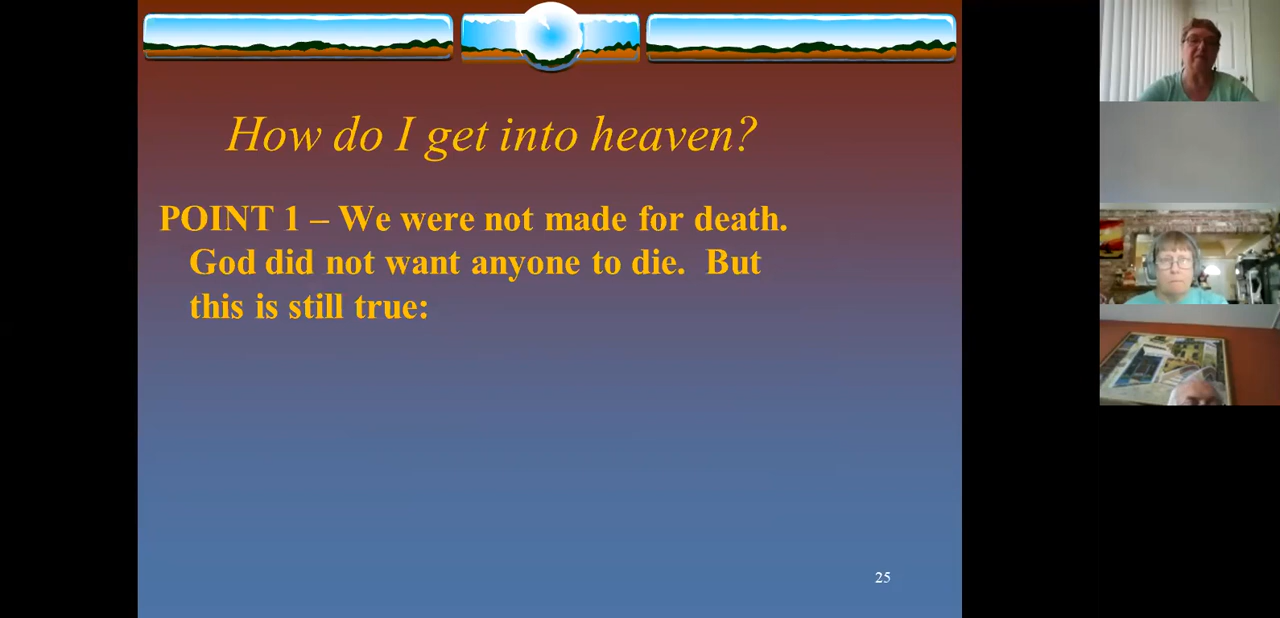 How do I get into heaven?
POINT 1 – We were not made for death.
God did not want anyone to die.  But
this is still true:
25